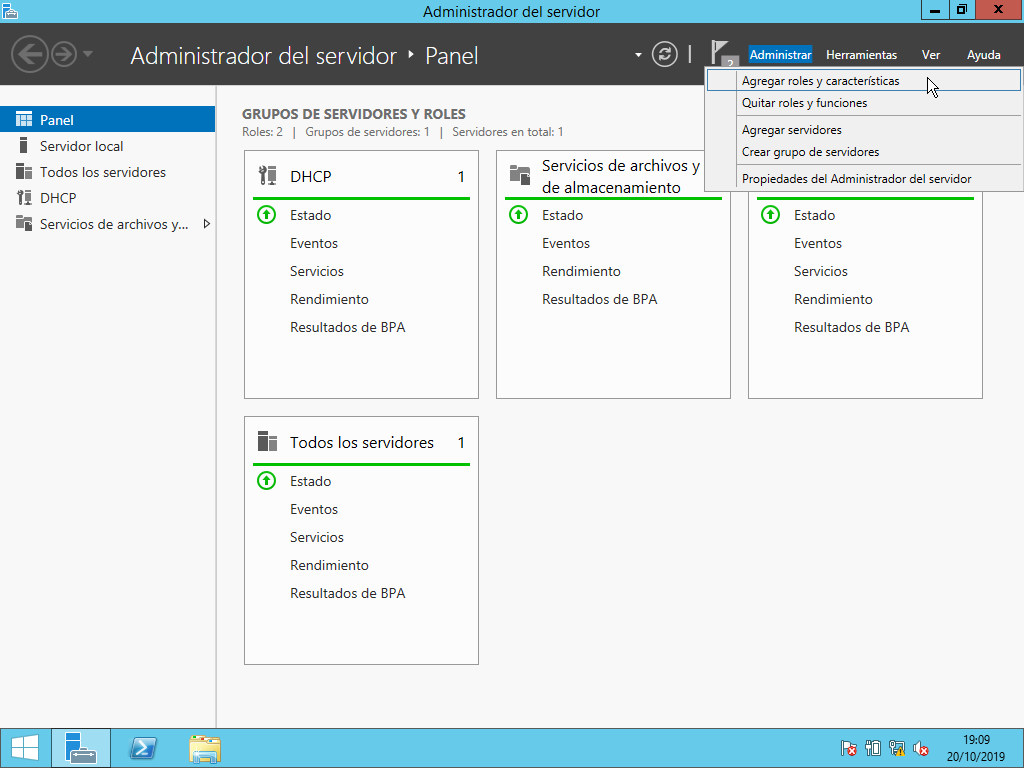 Administrador del servidor
Administrador del servidor ‣ Panel
2
Administrar
Herramientas
Ver
Ayuda
Agregar roles y características
Quitar roles y funciones
Agregar servidores
Crear grupo de servidores
Propiedades del Administrador del servidor
Panel
Servidor local
Todos los servidores
DHCP
Servicios de archivos y...
GRUPOS DE SERVIDORES Y ROLES
Roles: 2 | Grupos de servidores: 1 | Servidores en total: 1
DHCP 1
Estado
Eventos
Servicios
Rendimiento
Resultados de BPA
Servicios de archivos y
de almacenamiento
Estado
Eventos
Rendimiento
Resultados de BPA
Estado
Eventos
Servicios
Rendimiento
Resultados de BPA
Todos los servidores 1
Estado
Eventos
Servicios
Rendimiento
Resultados de BPA
19:09
20/10/2019